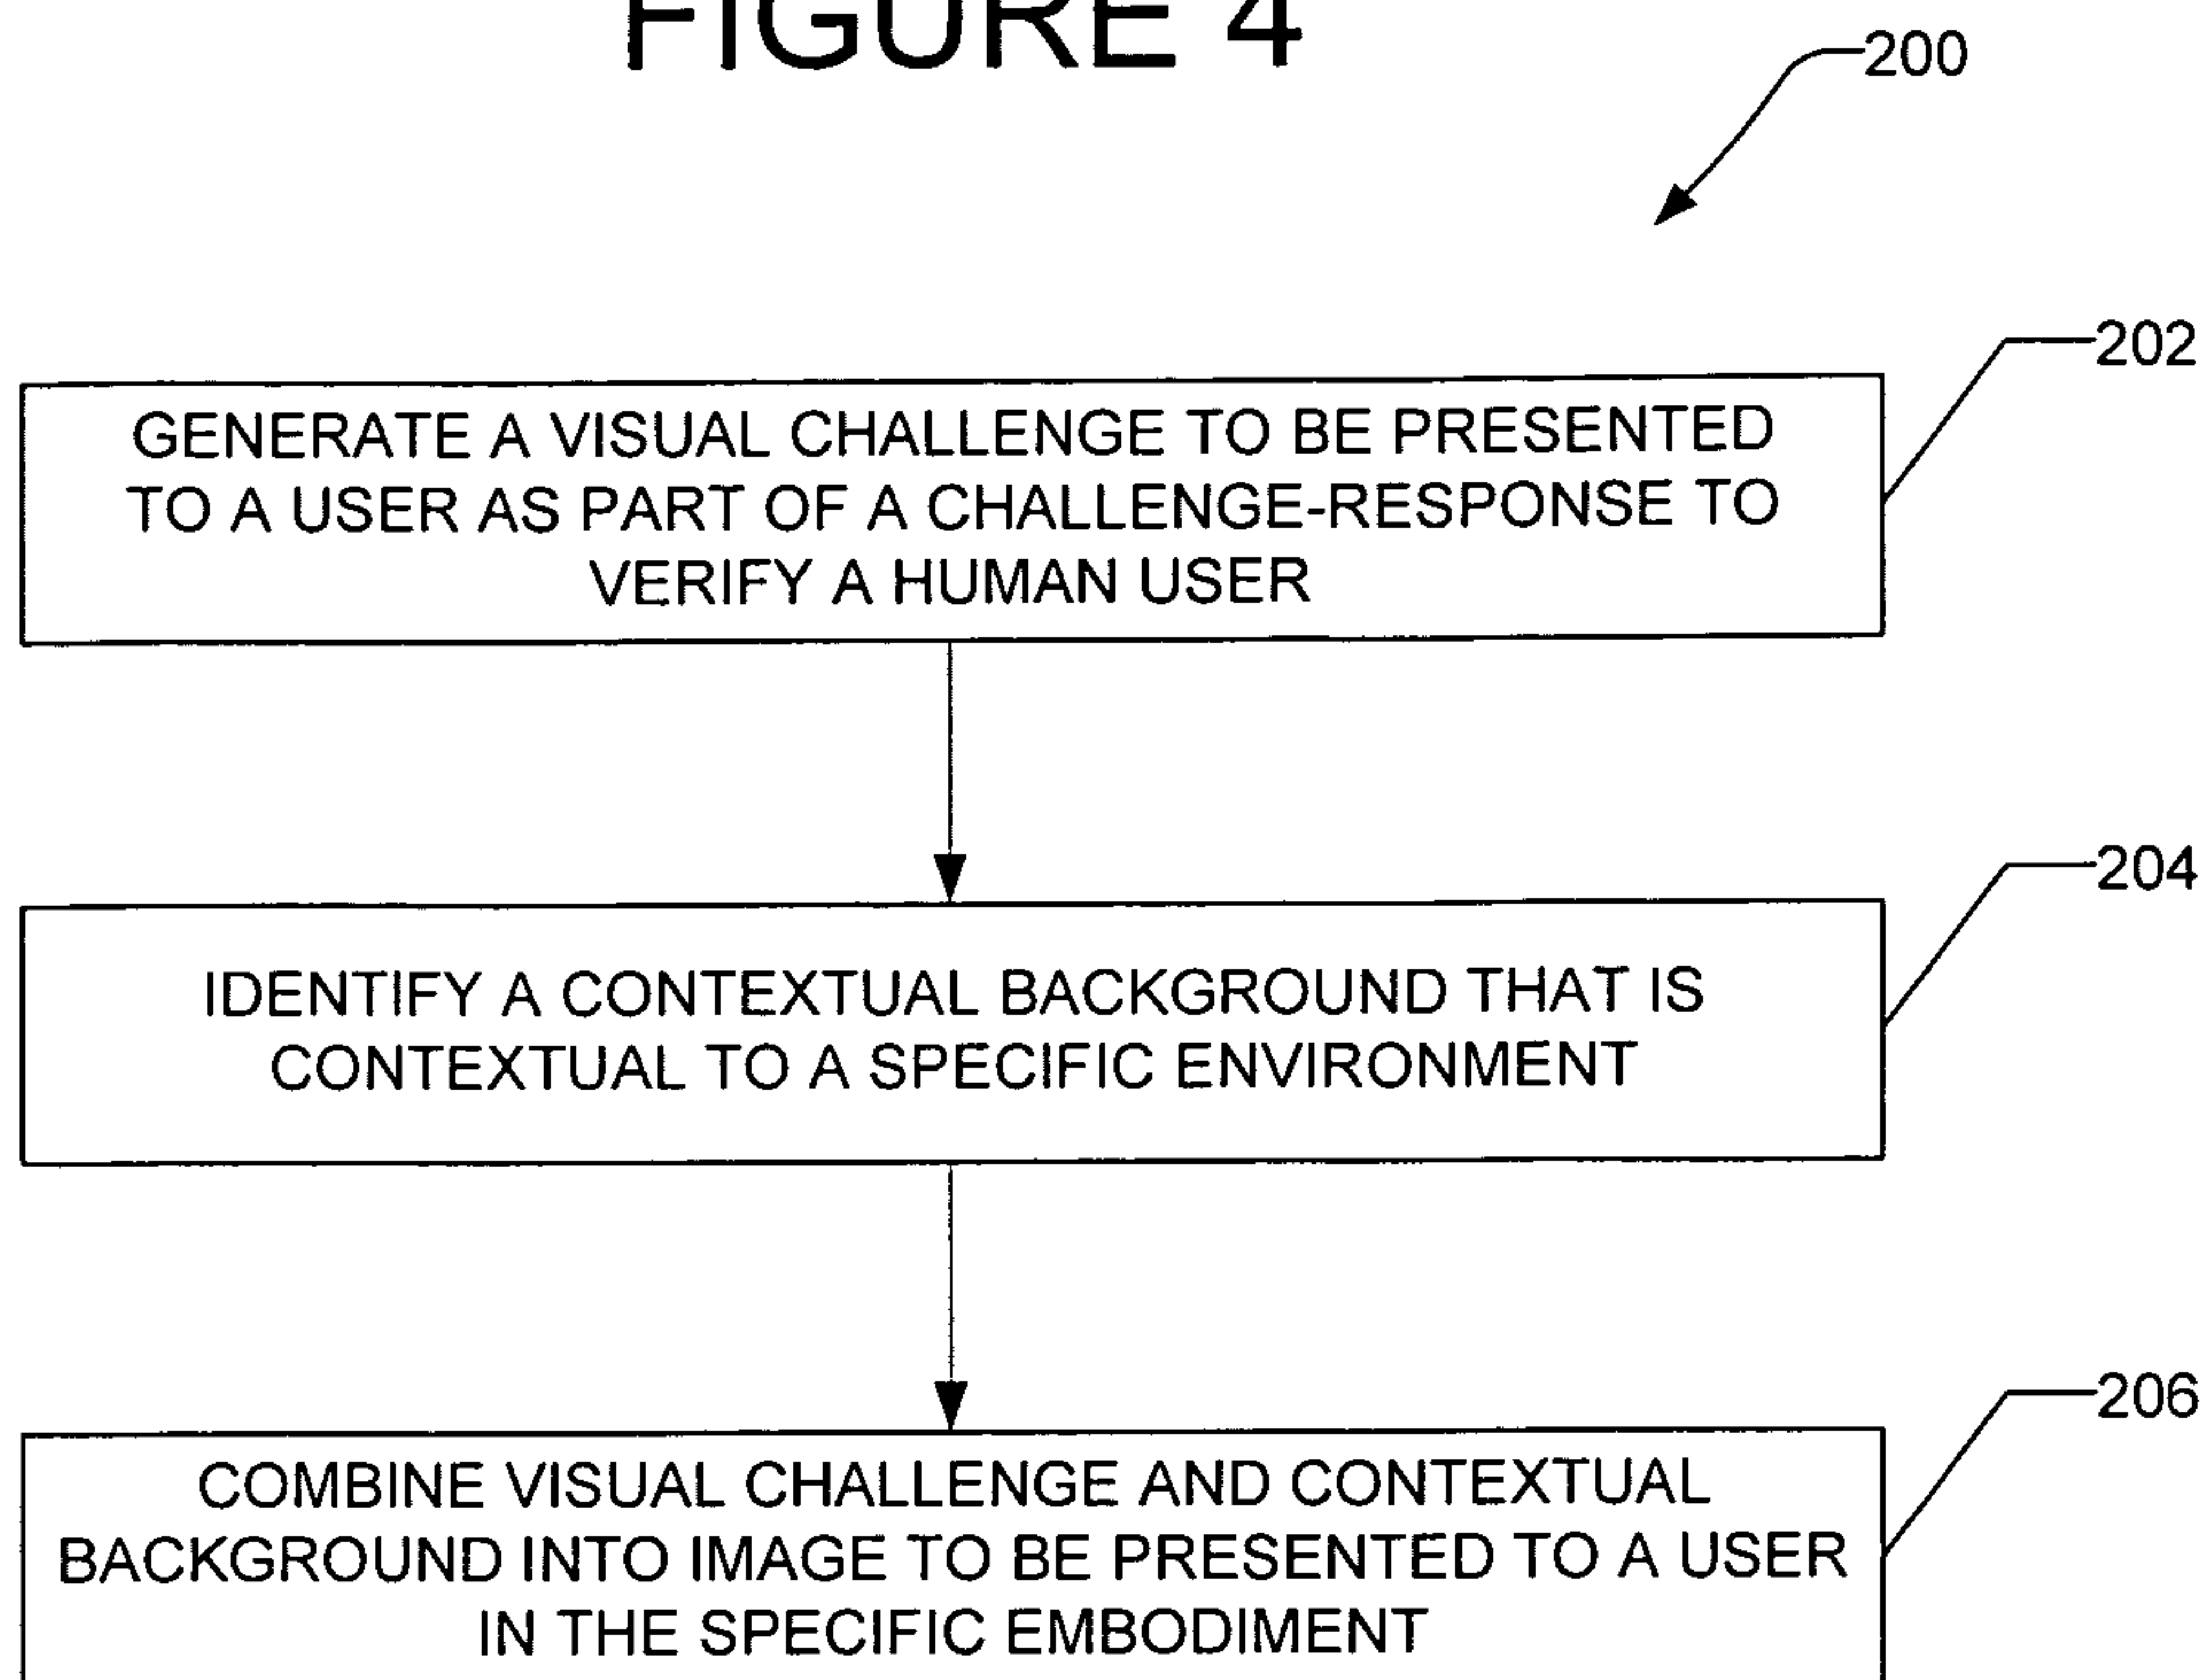 FIGURE 4
200
202
GENERATE A VISUAL CHALLENGE TO BE PRESENTED
TO A USER AS PART OF A CHALLENGE-RESPONSE TO
VERIFY A HUMAN USER
204
IDENTIFY A CONTEXTUAL BACKGROUND THAT IS
CONTEXTUAL TO A SPECIFIC ENVIRONMENT
206
COMBINE VISUAL CHALLENGE AND CONTEXTUAL
BACKGROUND INTO IMAGE TO BE PRESENTED TO A USER
IN THE SPECIFIC EMBODIMENT